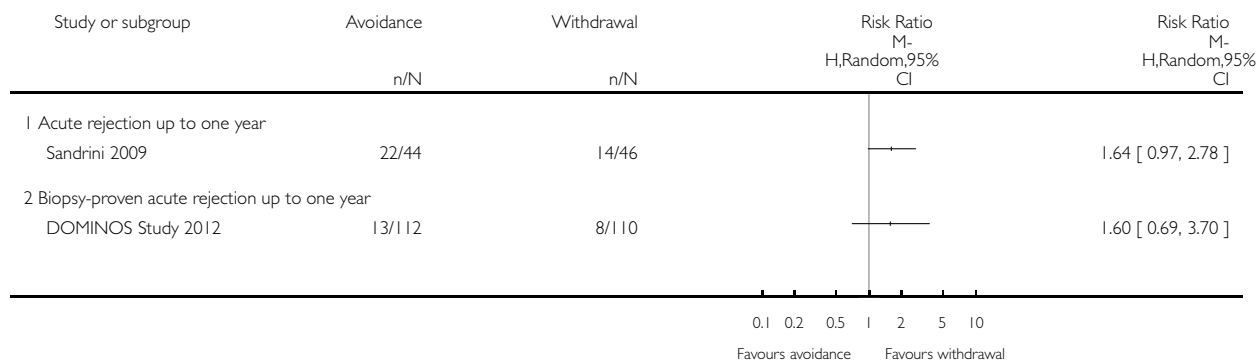 Study or subgroup Avoidance Withdrawal Risk Ratio Risk Ratio
M- M-
H,Random,95% H,Random,95%
n/N n/N CI CI
1 Acute rejection up to one year
Sandrini 2009 22/44 14/46 1.64 [ 0.97, 2.78 ]
2 Biopsy-proven acute rejection up to one year
DOMINOS Study 2012 13/112 8/110 1.60 [ 0.69, 3.70 ]
0.1 0.2 0.5 1 2 5 10
Favours avoidance Favours withdrawal